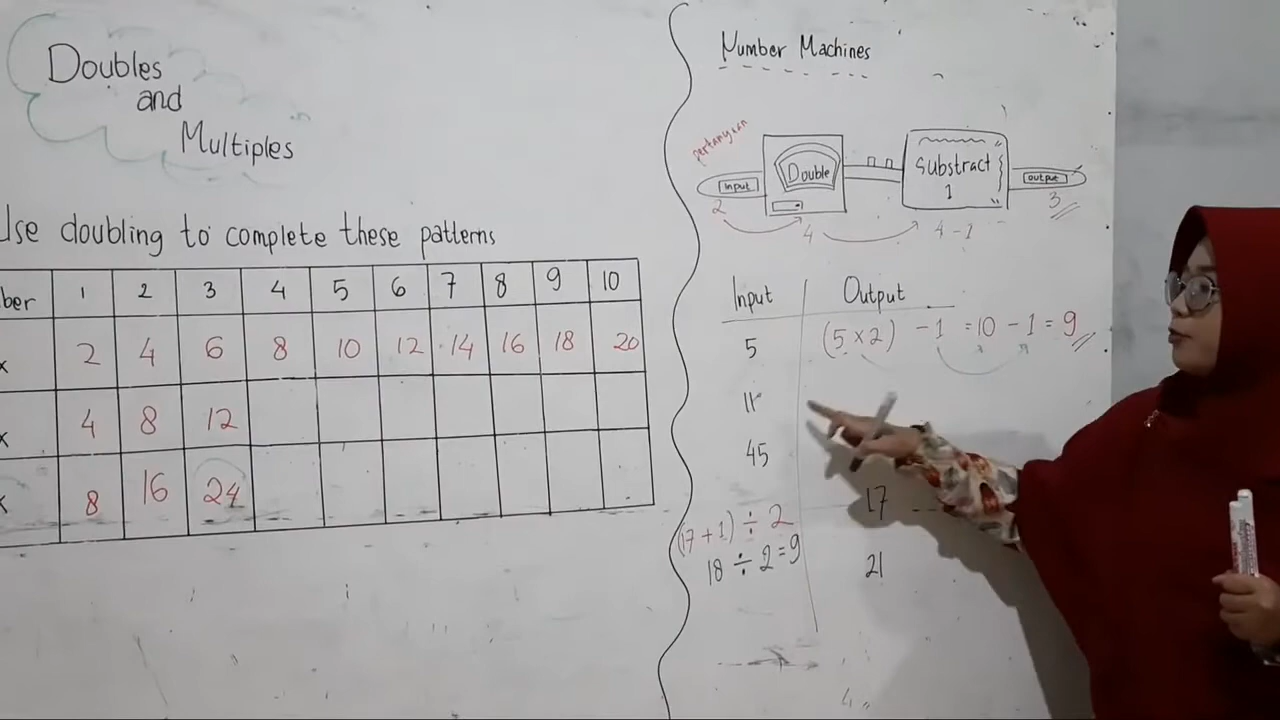 Doubles
and
Multiples
Use doubling to complete these patterns
ber 1 2 3 4 5 6 7 8 9 10
x 2 4 6 8 10 12 14 16 18 20
x 4 8 12
x 8 16 24
Number Machines
pertanyaan
Input Double Substract 1 output
2 4 4 - 1 3
Input Output
5 (5 x 2) - 1 = 10 - 1 = 9
11
45
(17 + 1) ÷ 2 17
18 ÷ 2 = 9 21